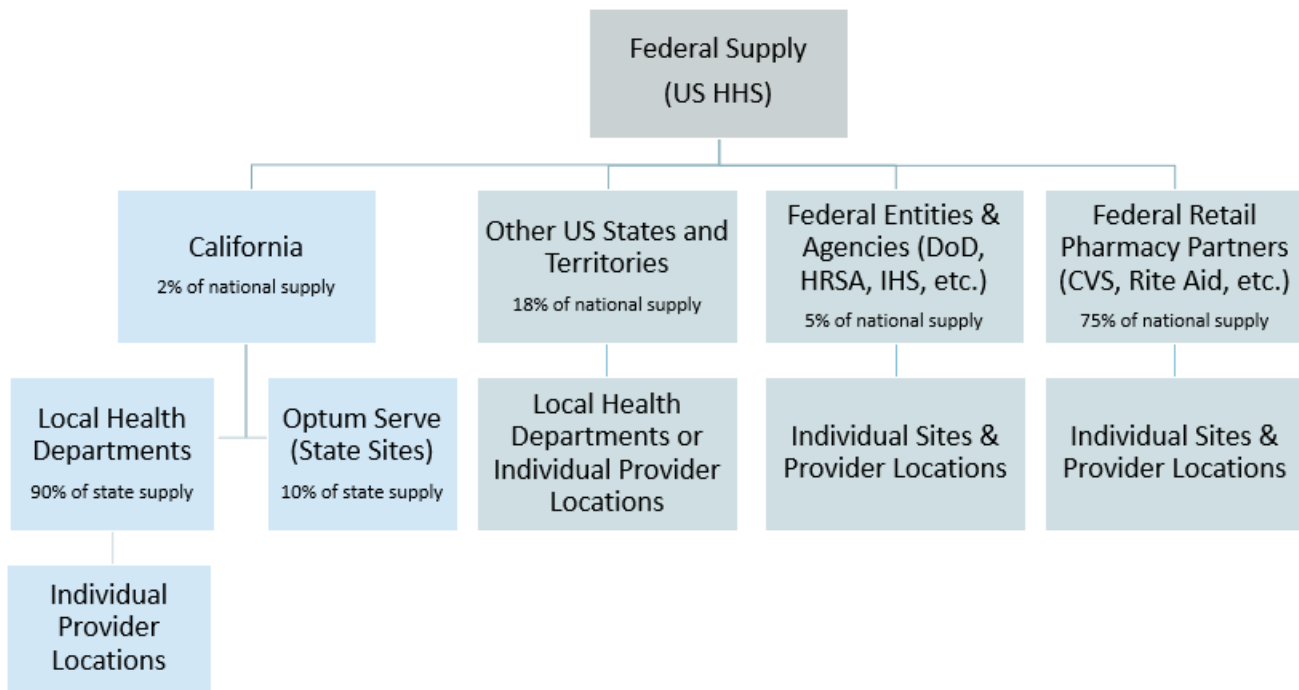 Federal Supply
(US HHS)
California
2% of national supply
Other US States and
Territories
18% of national supply
Federal Entities &
Agencies (DoD,
HRSA, IHS, etc.)
5% of national supply
Federal Retail
Pharmacy Partners
(CVS, Rite Aid, etc.)
75% of national supply
Local Health
Departments
90% of state supply
Optum Serve
(State Sites)
10% of state supply
Local Health
Departments or
Individual Provider
Locations
Individual Sites &
Provider Locations
Individual Sites &
Provider Locations
Individual
Provider
Locations